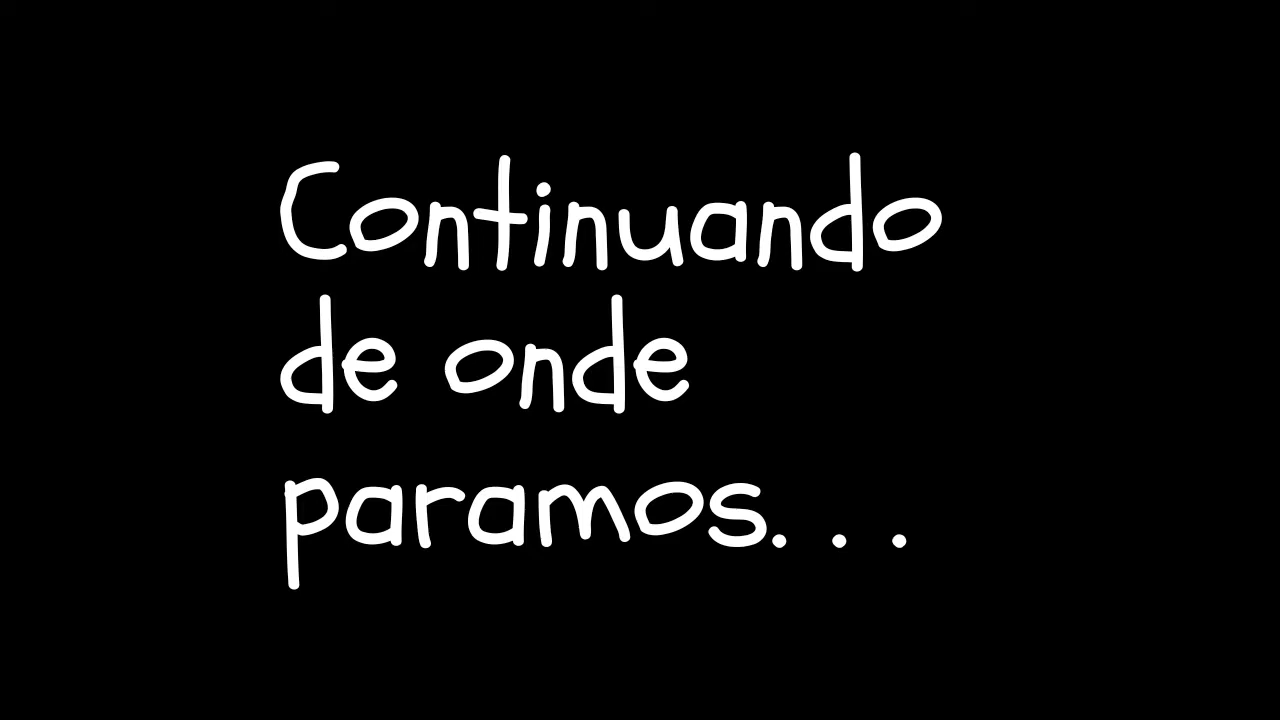 Continuando
de onde
paramos. . .